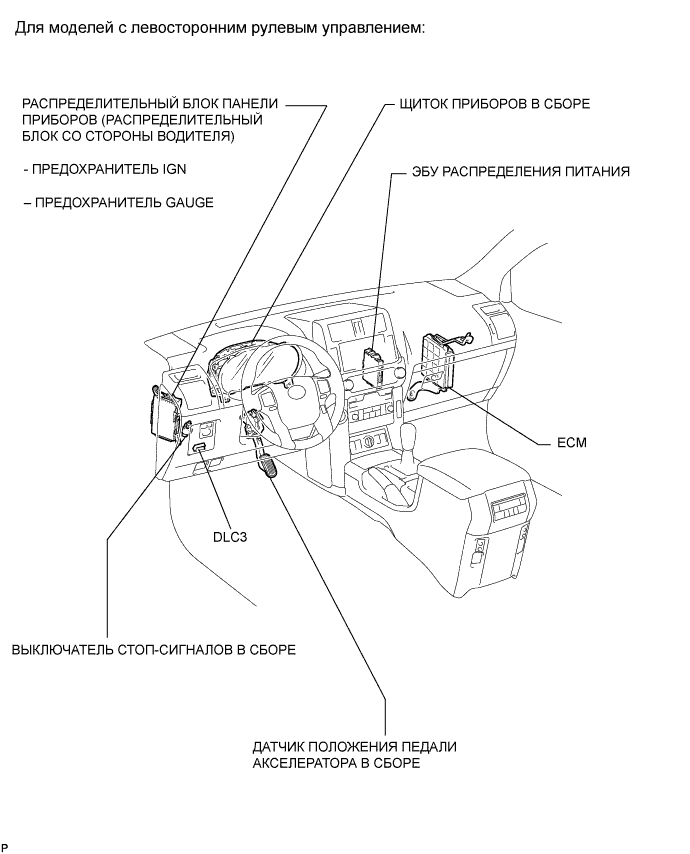 Для моделей с левосторонним рулевым управлением:
РАСПРЕДЕЛИТЕЛЬНЫЙ БЛОК ПАНЕЛИ
ПРИБОРОВ (РАСПРЕДЕЛИТЕЛЬНЫЙ
БЛОК СО СТОРОНЫ ВОДИТЕЛЯ)
- ПРЕДОХРАНИТЕЛЬ IGN
– ПРЕДОХРАНИТЕЛЬ GAUGE
ЩИТОК ПРИБОРОВ В СБОРЕ
ЭБУ РАСПРЕДЕЛЕНИЯ ПИТАНИЯ
ECM
DLC3
ВЫКЛЮЧАТЕЛЬ СТОП-СИГНАЛОВ В СБОРЕ
ДАТЧИК ПОЛОЖЕНИЯ ПЕДАЛИ
АКСЕЛЕРАТОРА В СБОРЕ
P